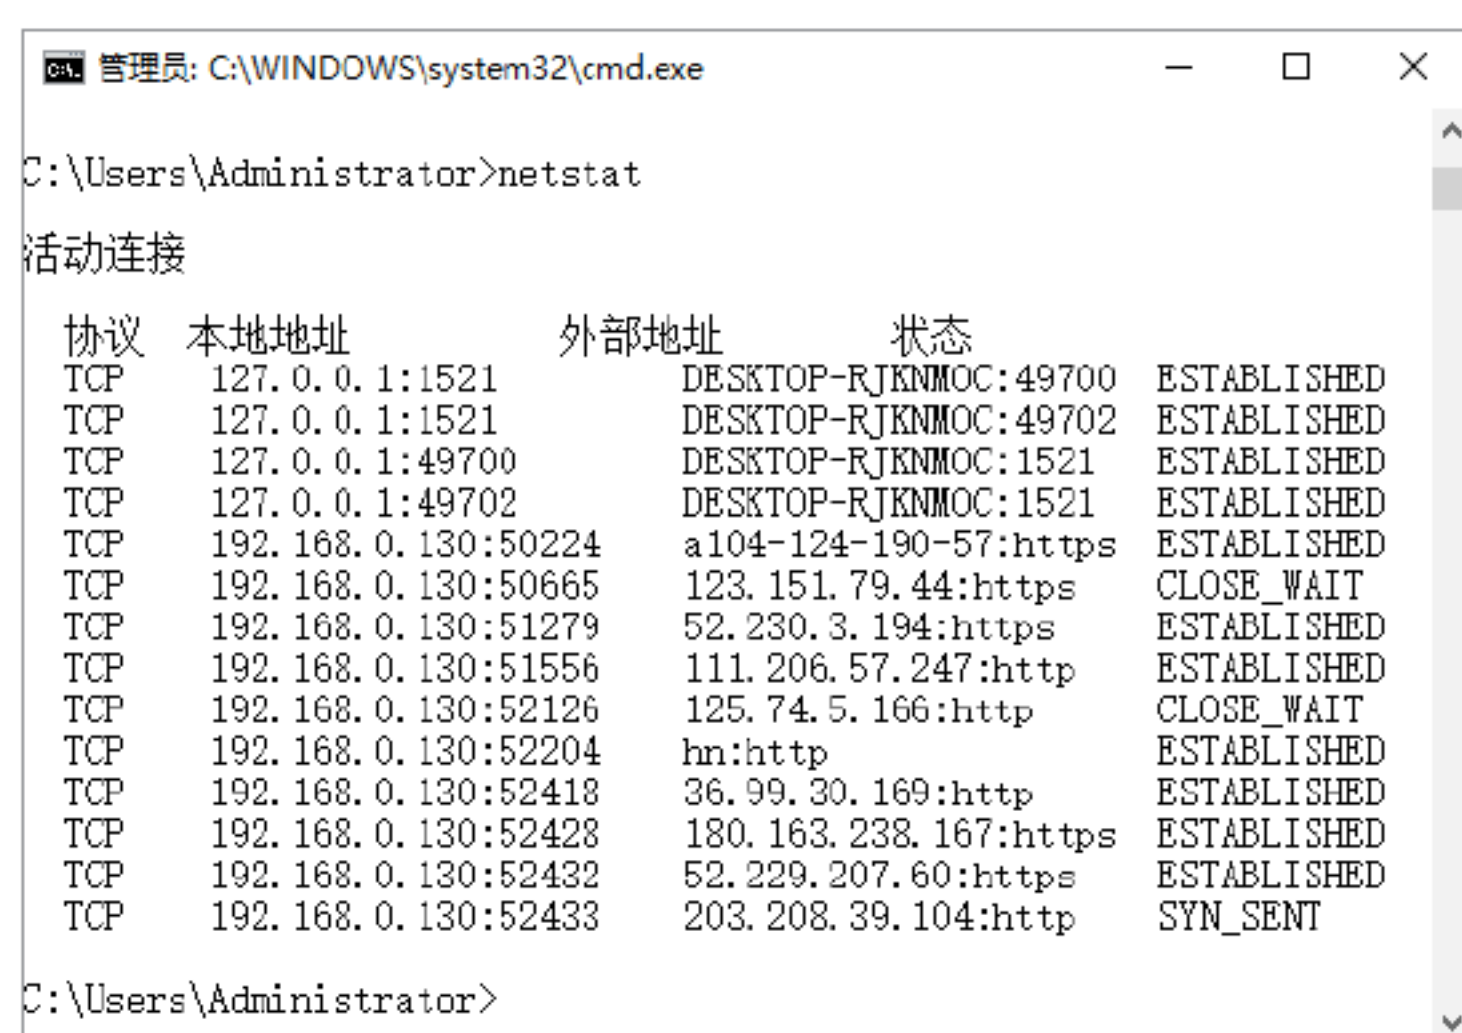 管理员: C:\WINDOWS\system32\cmd.exe
C:\Users\Administrator>netstat
活动连接
协议 本地地址 外部地址 状态
TCP 127.0.0.1:1521 DESKTOP-RJKNMOC:49700 ESTABLISHED
TCP 127.0.0.1:1521 DESKTOP-RJKNMOC:49702 ESTABLISHED
TCP 127.0.0.1:49700 DESKTOP-RJKNMOC:1521 ESTABLISHED
TCP 127.0.0.1:49702 DESKTOP-RJKNMOC:1521 ESTABLISHED
TCP 192.168.0.130:50224 a104-124-190-57:https ESTABLISHED
TCP 192.168.0.130:50665 123.151.79.44:https CLOSE_WAIT
TCP 192.168.0.130:51279 52.230.3.194:https ESTABLISHED
TCP 192.168.0.130:51556 111.206.57.247:http ESTABLISHED
TCP 192.168.0.130:52126 125.74.5.166:http CLOSE_WAIT
TCP 192.168.0.130:52204 hn:http ESTABLISHED
TCP 192.168.0.130:52418 36.99.30.169:http ESTABLISHED
TCP 192.168.0.130:52428 180.163.238.167:https ESTABLISHED
TCP 192.168.0.130:52432 52.229.207.60:https ESTABLISHED
TCP 192.168.0.130:52433 203.208.39.104:http SYN_SENT
C:\Users\Administrator>